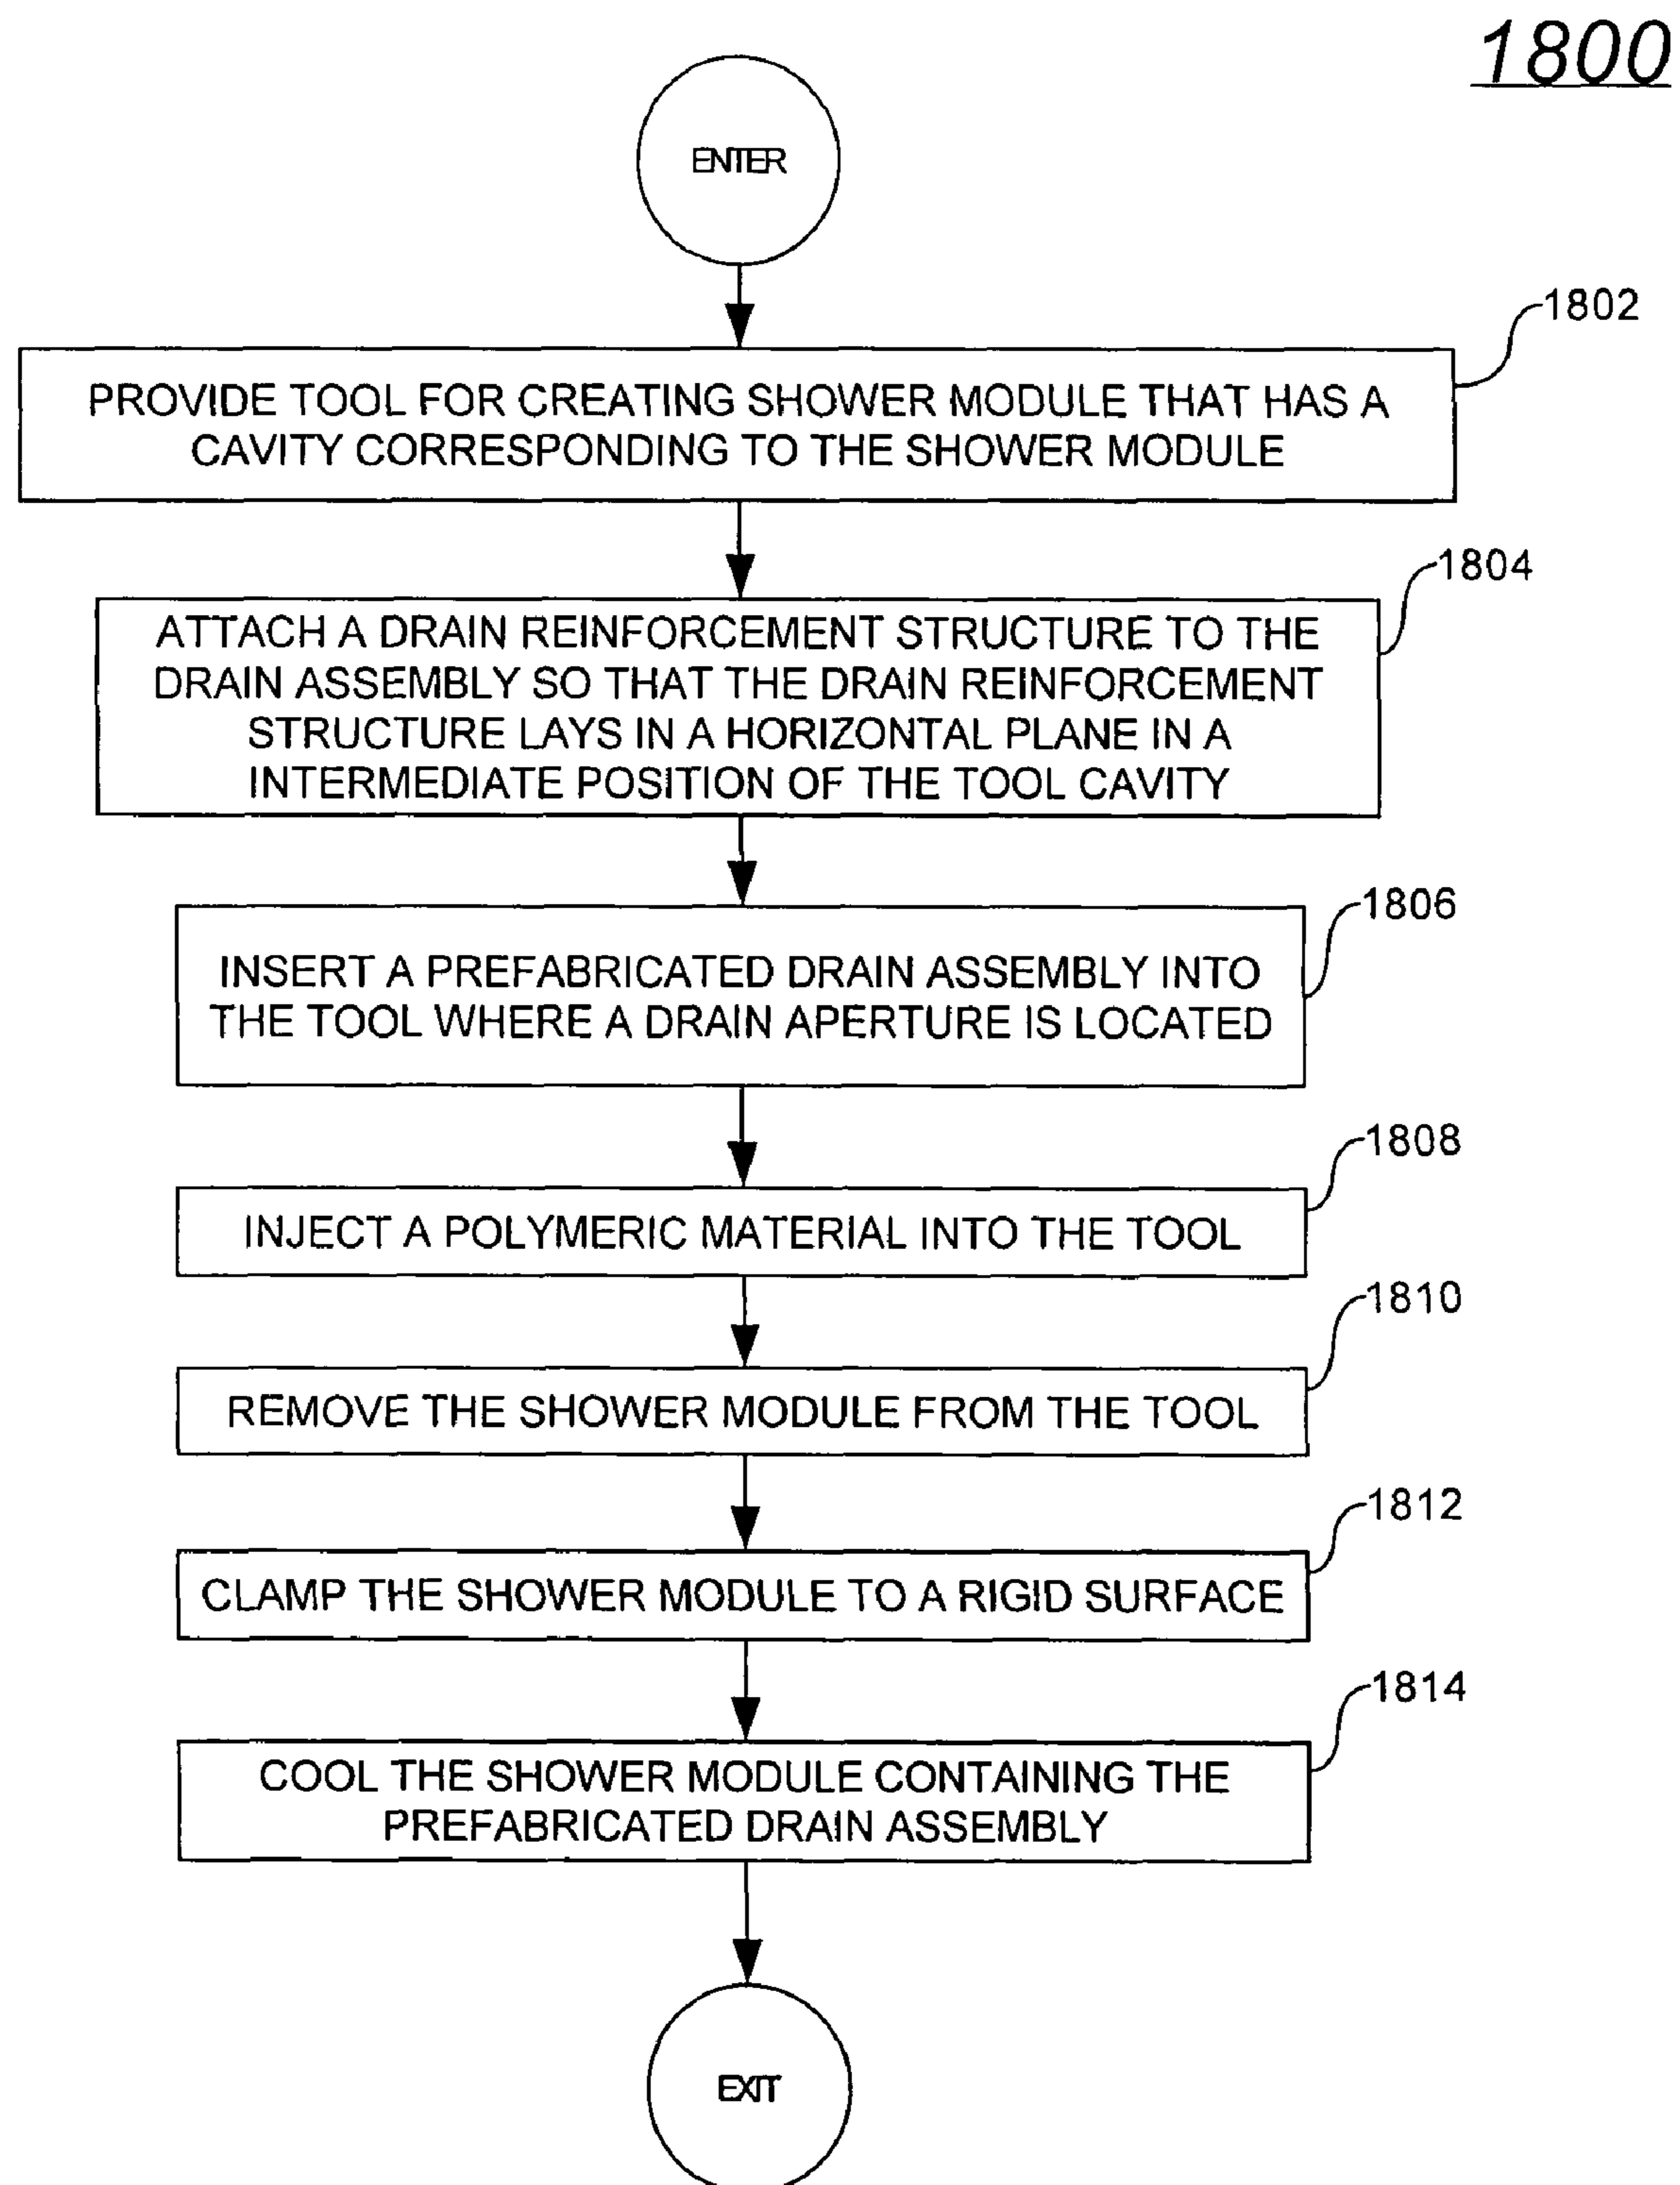 1800
ENTER
1802
PROVIDE TOOL FOR CREATING SHOWER MODULE THAT HAS A
CAVITY CORRESPONDING TO THE SHOWER MODULE
1804
ATTACH A DRAIN REINFORCEMENT STRUCTURE TO THE
DRAIN ASSEMBLY SO THAT THE DRAIN REINFORCEMENT
STRUCTURE LAYS IN A HORIZONTAL PLANE IN A
INTERMEDIATE POSITION OF THE TOOL CAVITY
1806
INSERT A PREFABRICATED DRAIN ASSEMBLY INTO
THE TOOL WHERE A DRAIN APERTURE IS LOCATED
1808
INJECT A POLYMERIC MATERIAL INTO THE TOOL
1810
REMOVE THE SHOWER MODULE FROM THE TOOL
1812
CLAMP THE SHOWER MODULE TO A RIGID SURFACE
1814
COOL THE SHOWER MODULE CONTAINING THE
PREFABRICATED DRAIN ASSEMBLY
EXIT